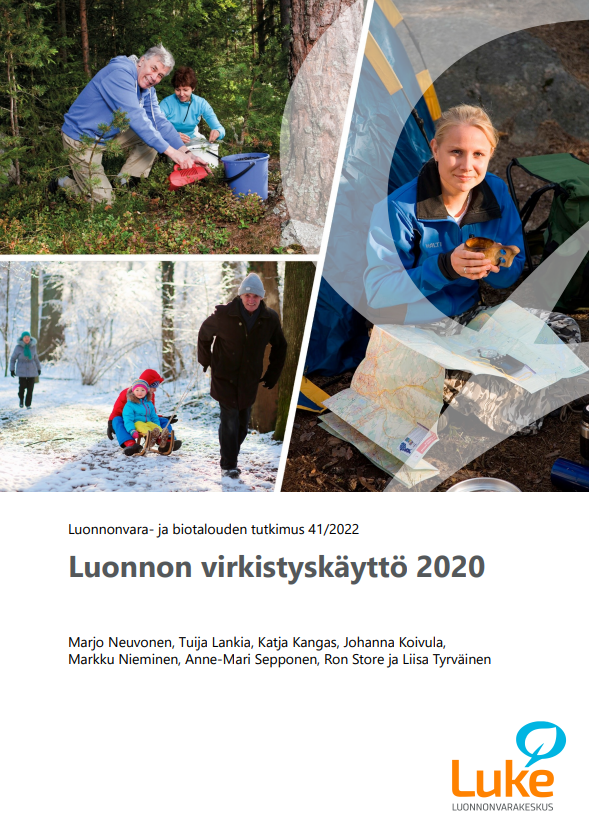 Luonnonvara- ja biotalouden tutkimus 41/2022
Luonnon virkistyskäyttö 2020
Marjo Neuvonen, Tuija Lankia, Katja Kangas, Johanna Koivula,
Markku Nieminen, Anne-Mari Sepponen, Ron Store ja Liisa Tyrväinen
Luke
LUONNONVARAKESKUS